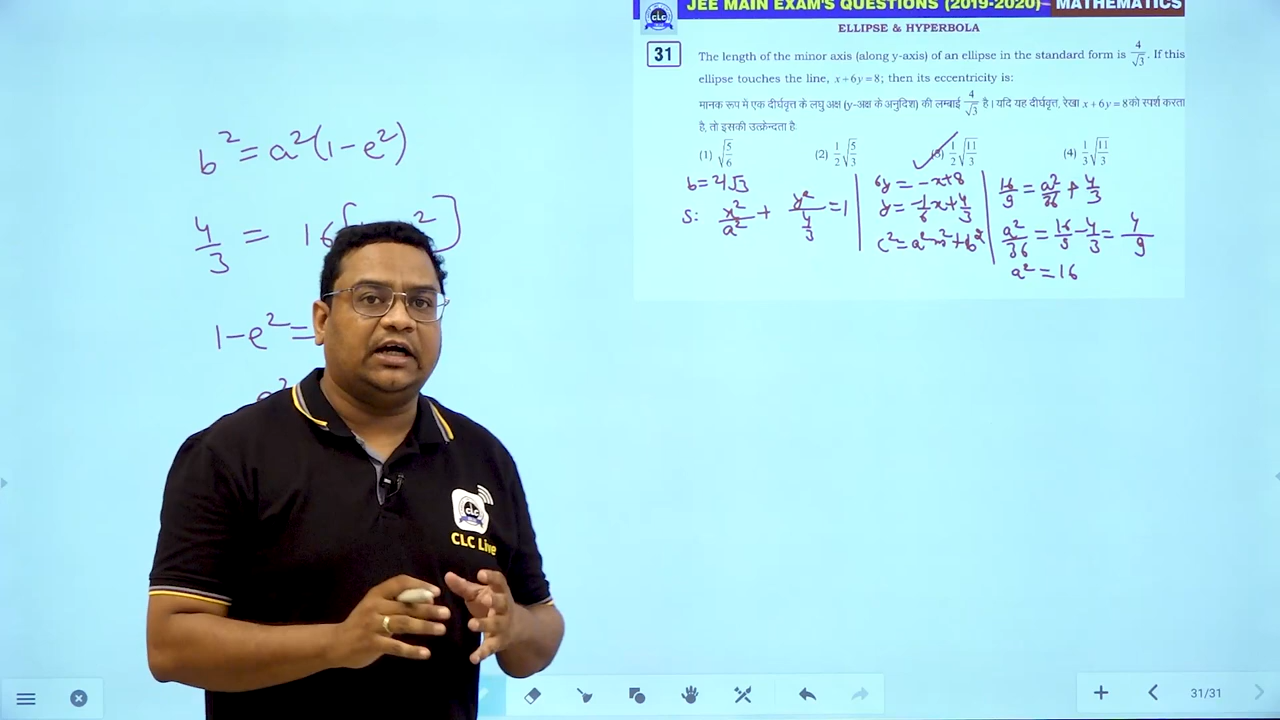 JEE MAIN EXAM'S QUESTIONS (2019-2020)– MATHEMATICS
CLC
ELLIPSE & HYPERBOLA
31
The length of the minor axis (along y-axis) of an ellipse in the standard form is 4/√3. If this
ellipse touches the line, x+6y=8; then its eccentricity is:
मानक रूप में एक दीर्घवृत्त के लघु अक्ष (y-अक्ष के अनुदिश) की लम्बाई 4/√3 है। यदि यह दीर्घवृत्त, रेखा x+6y=8 को स्पर्श करता
है, तो इसकी उत्केन्दता है
(1) √(5/6) (2) 1/2 √(5/3) (3) 1/2 √(11/3) (4) 1/3 √(11/3)
S: x²/a² + y²/(4/3) = 1
6y = -x+8
y = -1/6 x + 4/3
c² = a²m² + b²
16/9 = a²/36 + 4/3
a²/36 = 16/9 - 4/3 = 4/9
a² = 16
b² = a²(1-e²)
4/3 = 16[
1-e² =
CLC
CLC Live
31/31